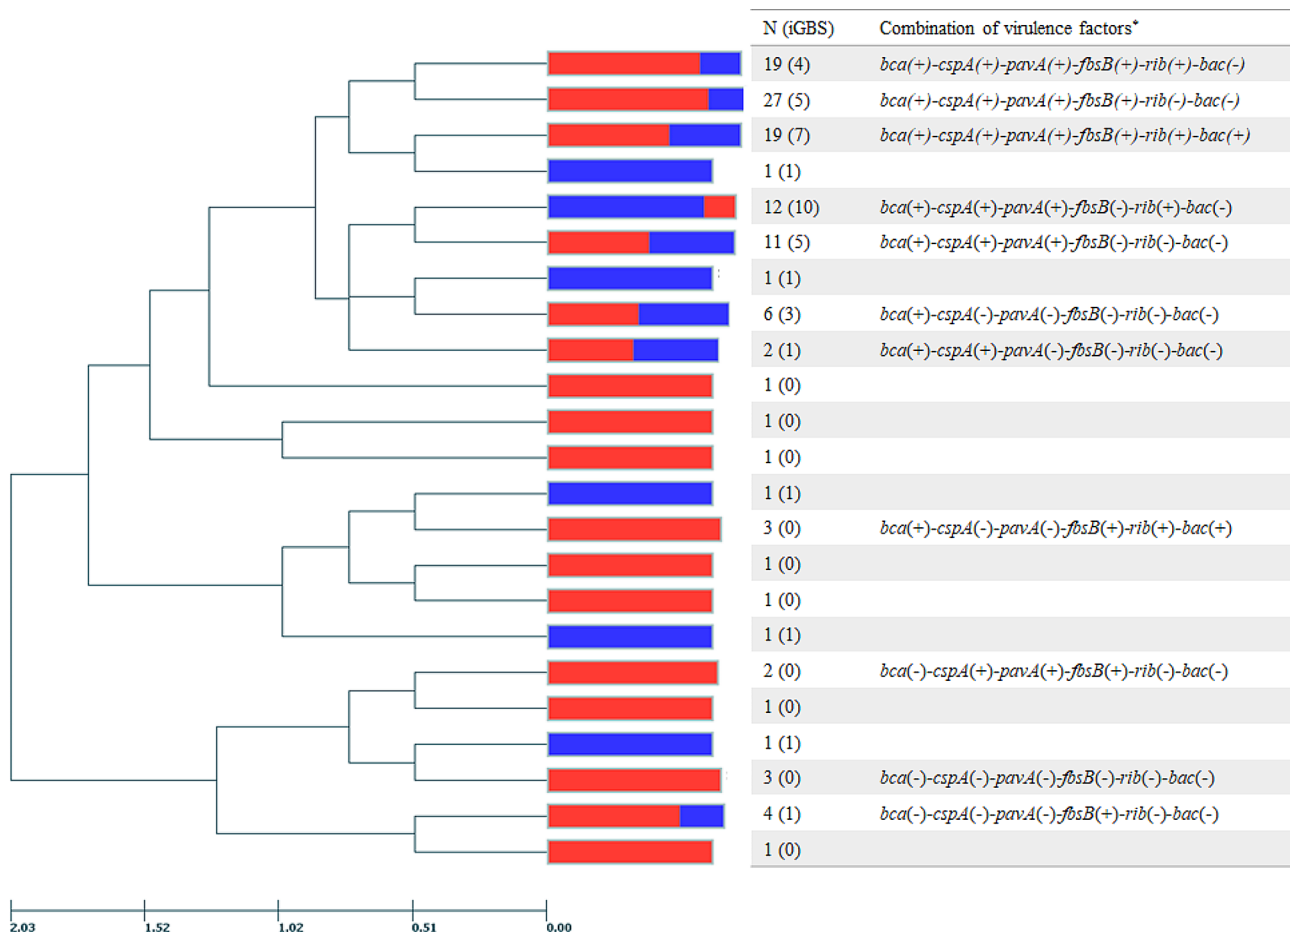 N (iGBS) Combination of virulence factors*
19 (4) bca(+)-cspA(+)-pavA(+)-fbsB(+)-rib(+)-bac(-)
27 (5) bca(+)-cspA(+)-pavA(+)-fbsB(+)-rib(-)-bac(-)
19 (7) bca(+)-cspA(+)-pavA(+)-fbsB(+)-rib(+)-bac(+)
1 (1)
12 (10) bca(+)-cspA(+)-pavA(+)-fbsB(-)-rib(+)-bac(-)
11 (5) bca(+)-cspA(+)-pavA(+)-fbsB(-)-rib(-)-bac(-)
1 (1)
6 (3) bca(+)-cspA(-)-pavA(-)-fbsB(-)-rib(-)-bac(-)
2 (1) bca(+)-cspA(+)-pavA(-)-fbsB(-)-rib(-)-bac(-)
1 (0)
1 (0)
1 (0)
1 (1)
3 (0) bca(+)-cspA(-)-pavA(-)-fbsB(+)-rib(+)-bac(+)
1 (0)
1 (0)
1 (1)
2 (0) bca(-)-cspA(+)-pavA(+)-fbsB(+)-rib(-)-bac(-)
1 (0)
1 (1)
3 (0) bca(-)-cspA(-)-pavA(-)-fbsB(-)-rib(-)-bac(-)
4 (1) bca(-)-cspA(-)-pavA(-)-fbsB(+)-rib(-)-bac(-)
1 (0)
2.03 1.52 1.02 0.51 0.00